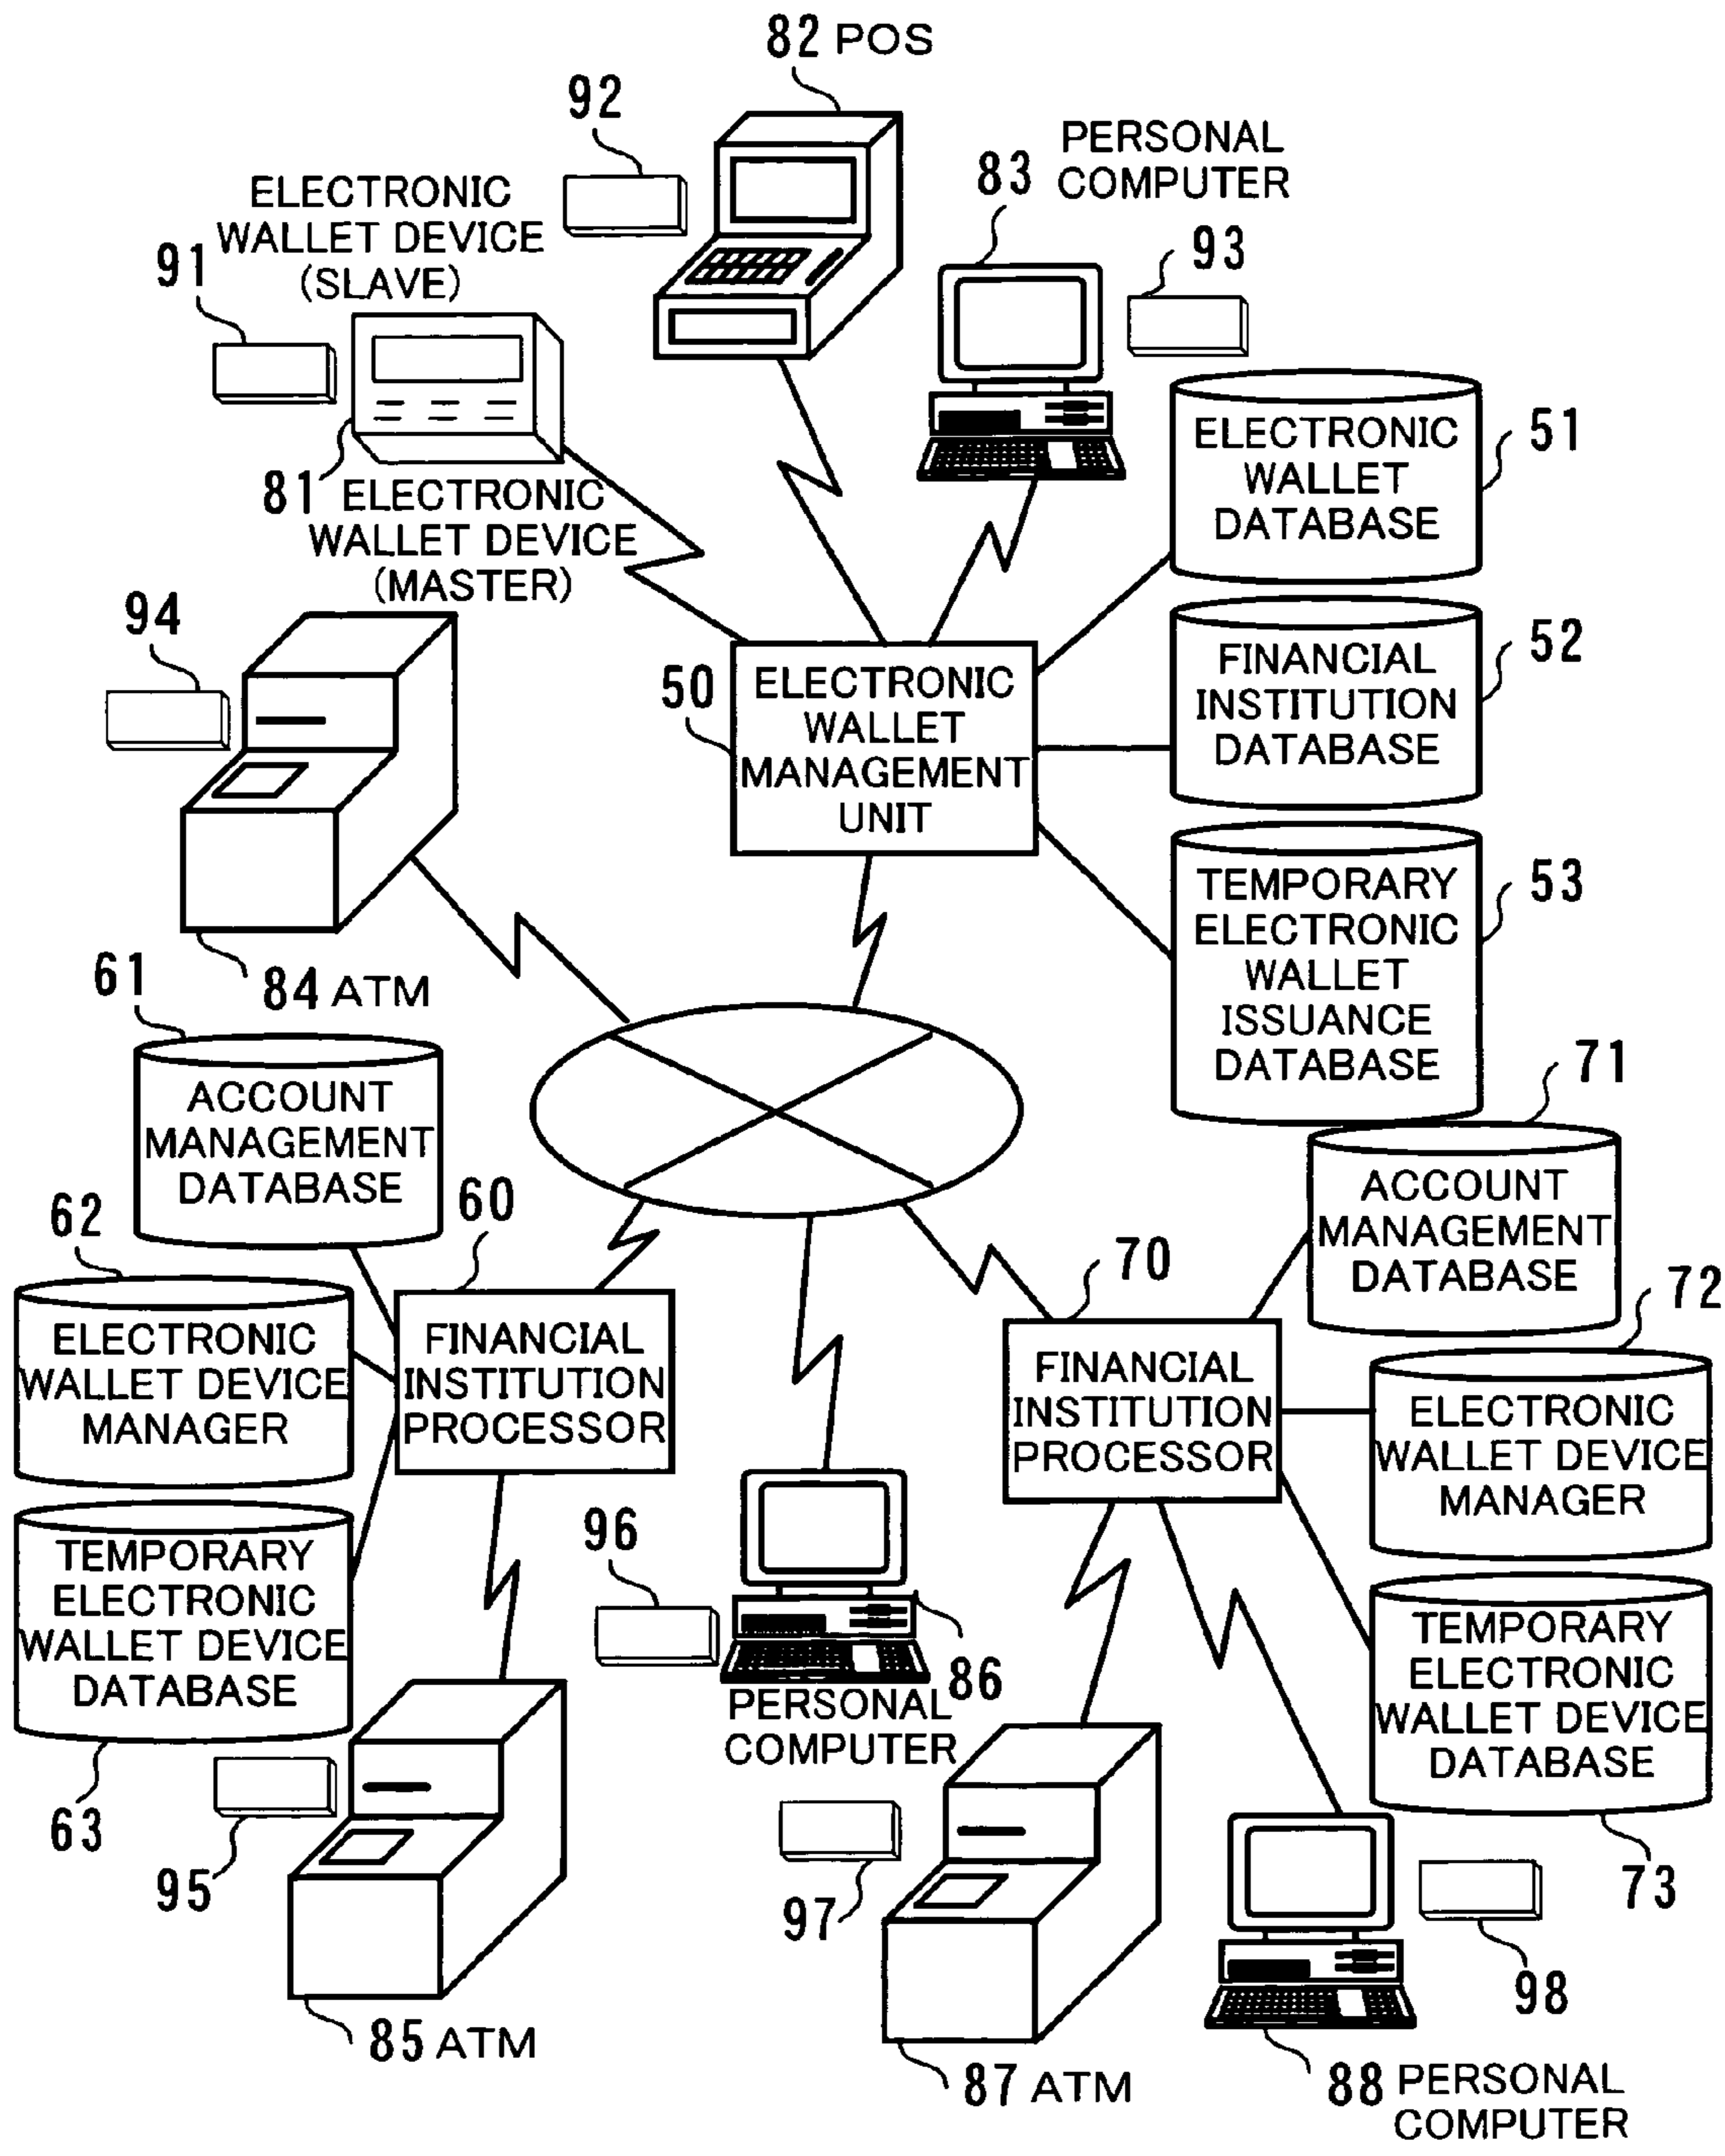 82 POS
92
PERSONAL
83 COMPUTER
ELECTRONIC
WALLET DEVICE
(SLAVE)
91
93
81 ELECTRONIC
WALLET DEVICE
(MASTER)
ELECTRONIC
WALLET
DATABASE
51
94
50
ELECTRONIC
WALLET
MANAGEMENT
UNIT
FINANCIAL
INSTITUTION
DATABASE
52
TEMPORARY
ELECTRONIC
WALLET
ISSUANCE
DATABASE
53
84 ATM
61
ACCOUNT
MANAGEMENT
DATABASE
71
ACCOUNT
MANAGEMENT
DATABASE
62
60
ELECTRONIC
WALLET DEVICE
MANAGER
FINANCIAL
INSTITUTION
PROCESSOR
70
FINANCIAL
INSTITUTION
PROCESSOR
72
ELECTRONIC
WALLET DEVICE
MANAGER
TEMPORARY
ELECTRONIC
WALLET DEVICE
DATABASE
63
96
86
PERSONAL
COMPUTER
TEMPORARY
ELECTRONIC
WALLET DEVICE
DATABASE
73
95
97
98
85 ATM
87 ATM
88 PERSONAL
COMPUTER